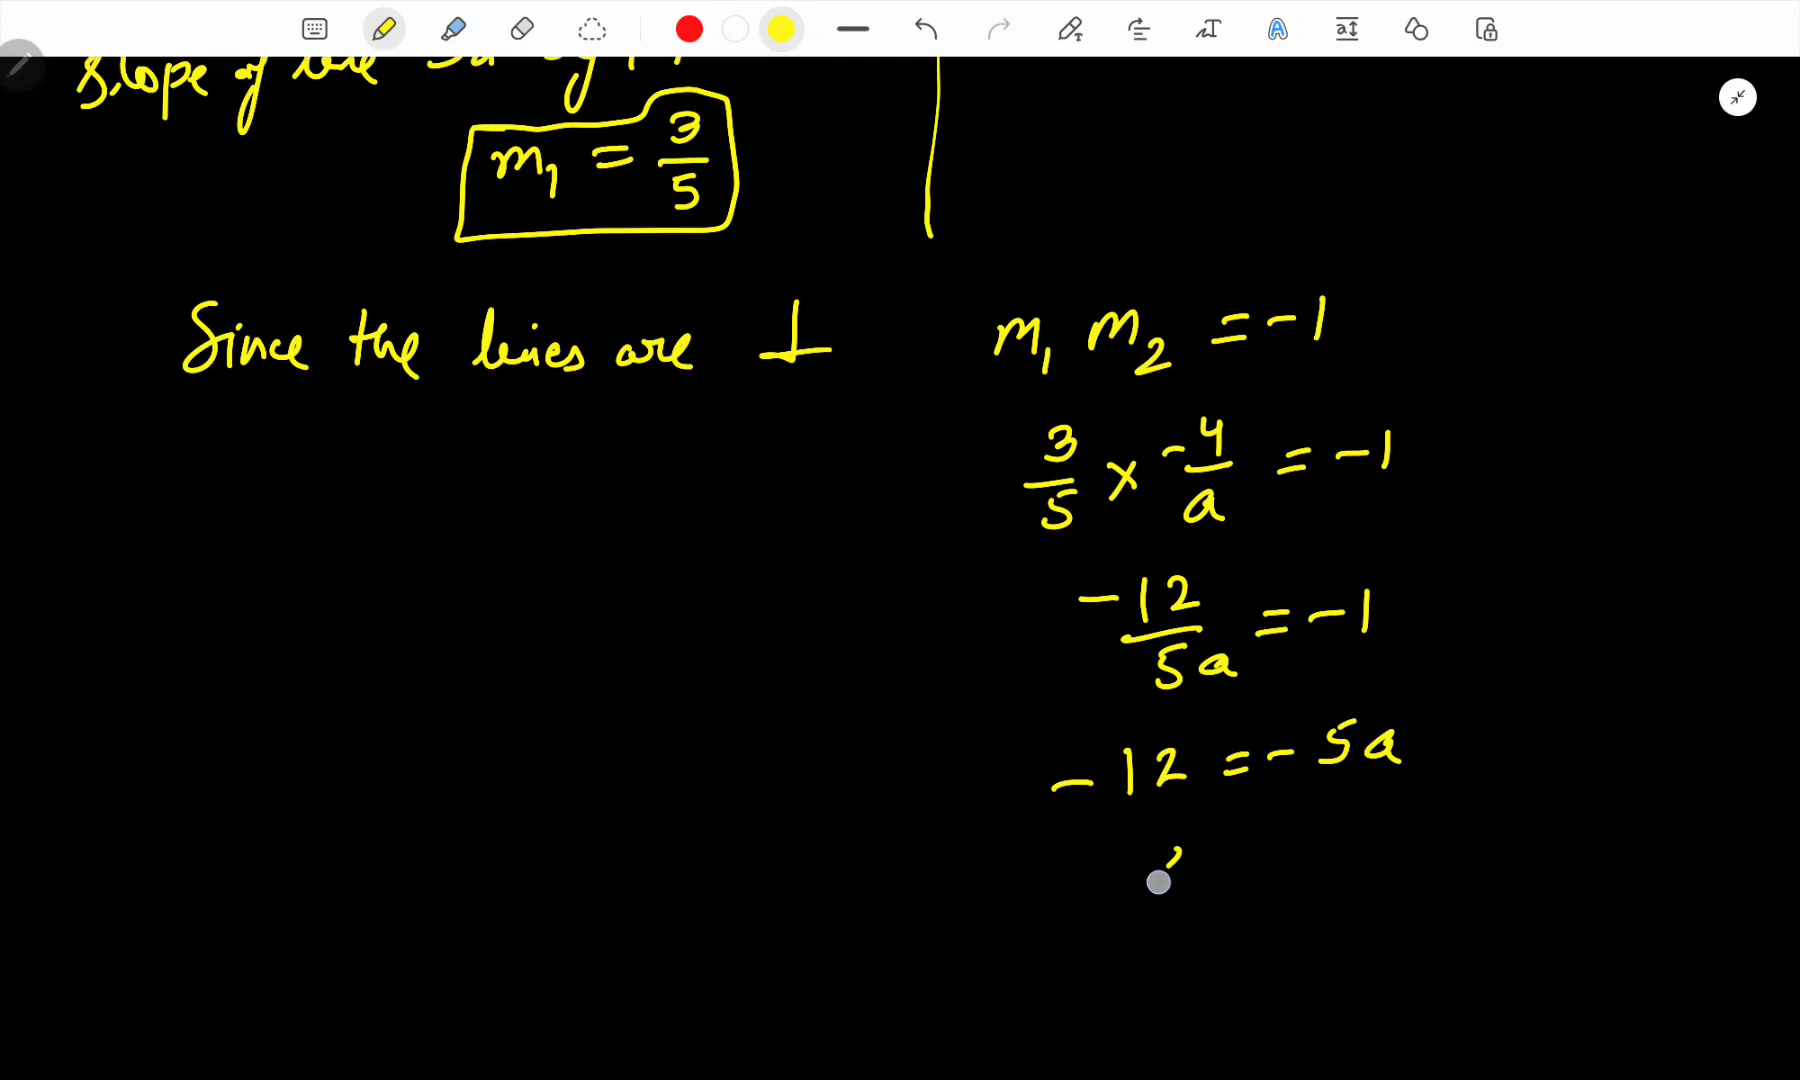 Slope of line
m₁ = 3/5
Since the lines are ⊥ m₁ m₂ = -1
3/5 × -4/a = -1
-12/5a = -1
-12 = -5a